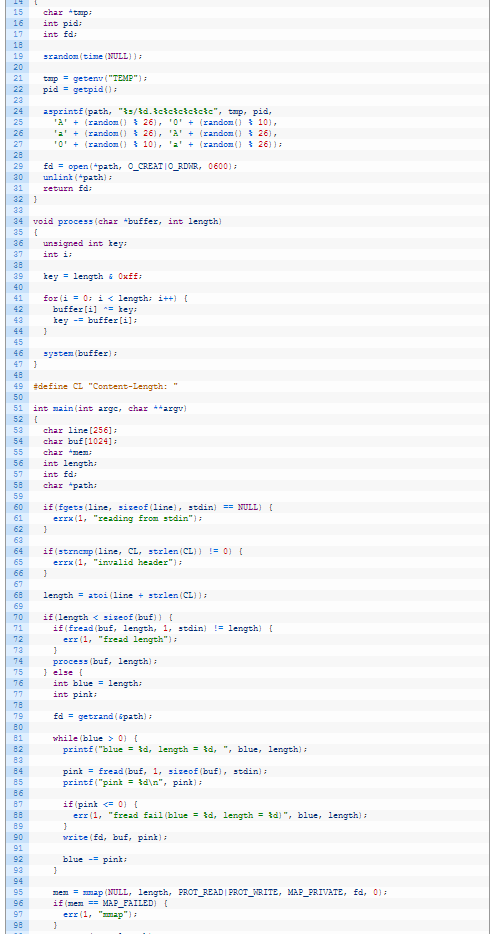 14 {
15 char *tmp;
16 int pid;
17 int fd;
18
19 srandom(time(NULL));
20
21 tmp = getenv("TEMP");
22 pid = getpid();
23
24 asprintf(path, "%s/%d.%c%c%c%c%c%c", tmp, pid,
25 'A' + (random() % 26), '0' + (random() % 10),
26 'a' + (random() % 26), 'A' + (random() % 26),
27 '0' + (random() % 10), 'a' + (random() % 26));
28
29 fd = open(*path, O_CREAT|O_RDWR, 0600);
30 unlink(*path);
31 return fd;
32 }
33
34 void process(char *buffer, int length)
35 {
36 unsigned int key;
37 int i;
38
39 key = length & 0xff;
40
41 for(i = 0; i < length; i++) {
42 buffer[i] ^= key;
43 key -= buffer[i];
44 }
45
46 system(buffer);
47 }
48
49 #define CL "Content-Length: "
50
51 int main(int argc, char **argv)
52 {
53 char line[256];
54 char buf[1024];
55 char *mem;
56 int length;
57 int fd;
58 char *path;
59
60 if(fgets(line, sizeof(line), stdin) == NULL) {
61 errx(1, "reading from stdin");
62 }
63
64 if(strncmp(line, CL, strlen(CL)) != 0) {
65 errx(1, "invalid header");
66 }
67
68 length = atoi(line + strlen(CL));
69
70 if(length < sizeof(buf)) {
71 if(fread(buf, length, 1, stdin) != length) {
72 err(1, "fread length");
73 }
74 process(buf, length);
75 } else {
76 int blue = length;
77 int pink;
78
79 fd = getrand(&path);
80
81 while(blue > 0) {
82 printf("blue = %d, length = %d, ", blue, length);
83
84 pink = fread(buf, 1, sizeof(buf), stdin);
85 printf("pink = %d\n", pink);
86
87 if(pink <= 0) {
88 err(1, "fread fail(blue = %d, length = %d)", blue, length);
89 }
90 write(fd, buf, pink);
91
92 blue -= pink;
93 }
94
95 mem = mmap(NULL, length, PROT_READ|PROT_WRITE, MAP_PRIVATE, fd, 0);
96 if(mem == MAP_FAILED) {
97 err(1, "mmap");
98 }